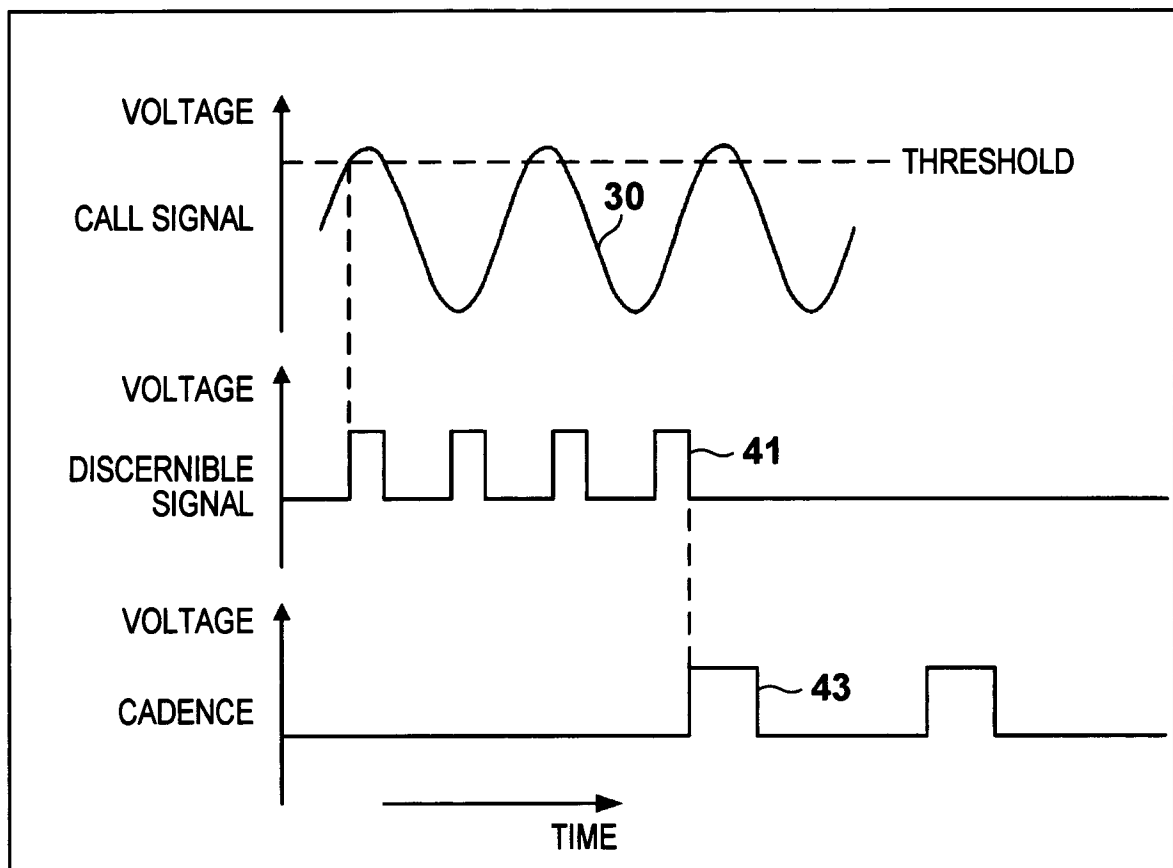 VOLTAGE
THRESHOLD
CALL SIGNAL
30
VOLTAGE
DISCERNIBLE
SIGNAL
41
VOLTAGE
CADENCE
43
TIME